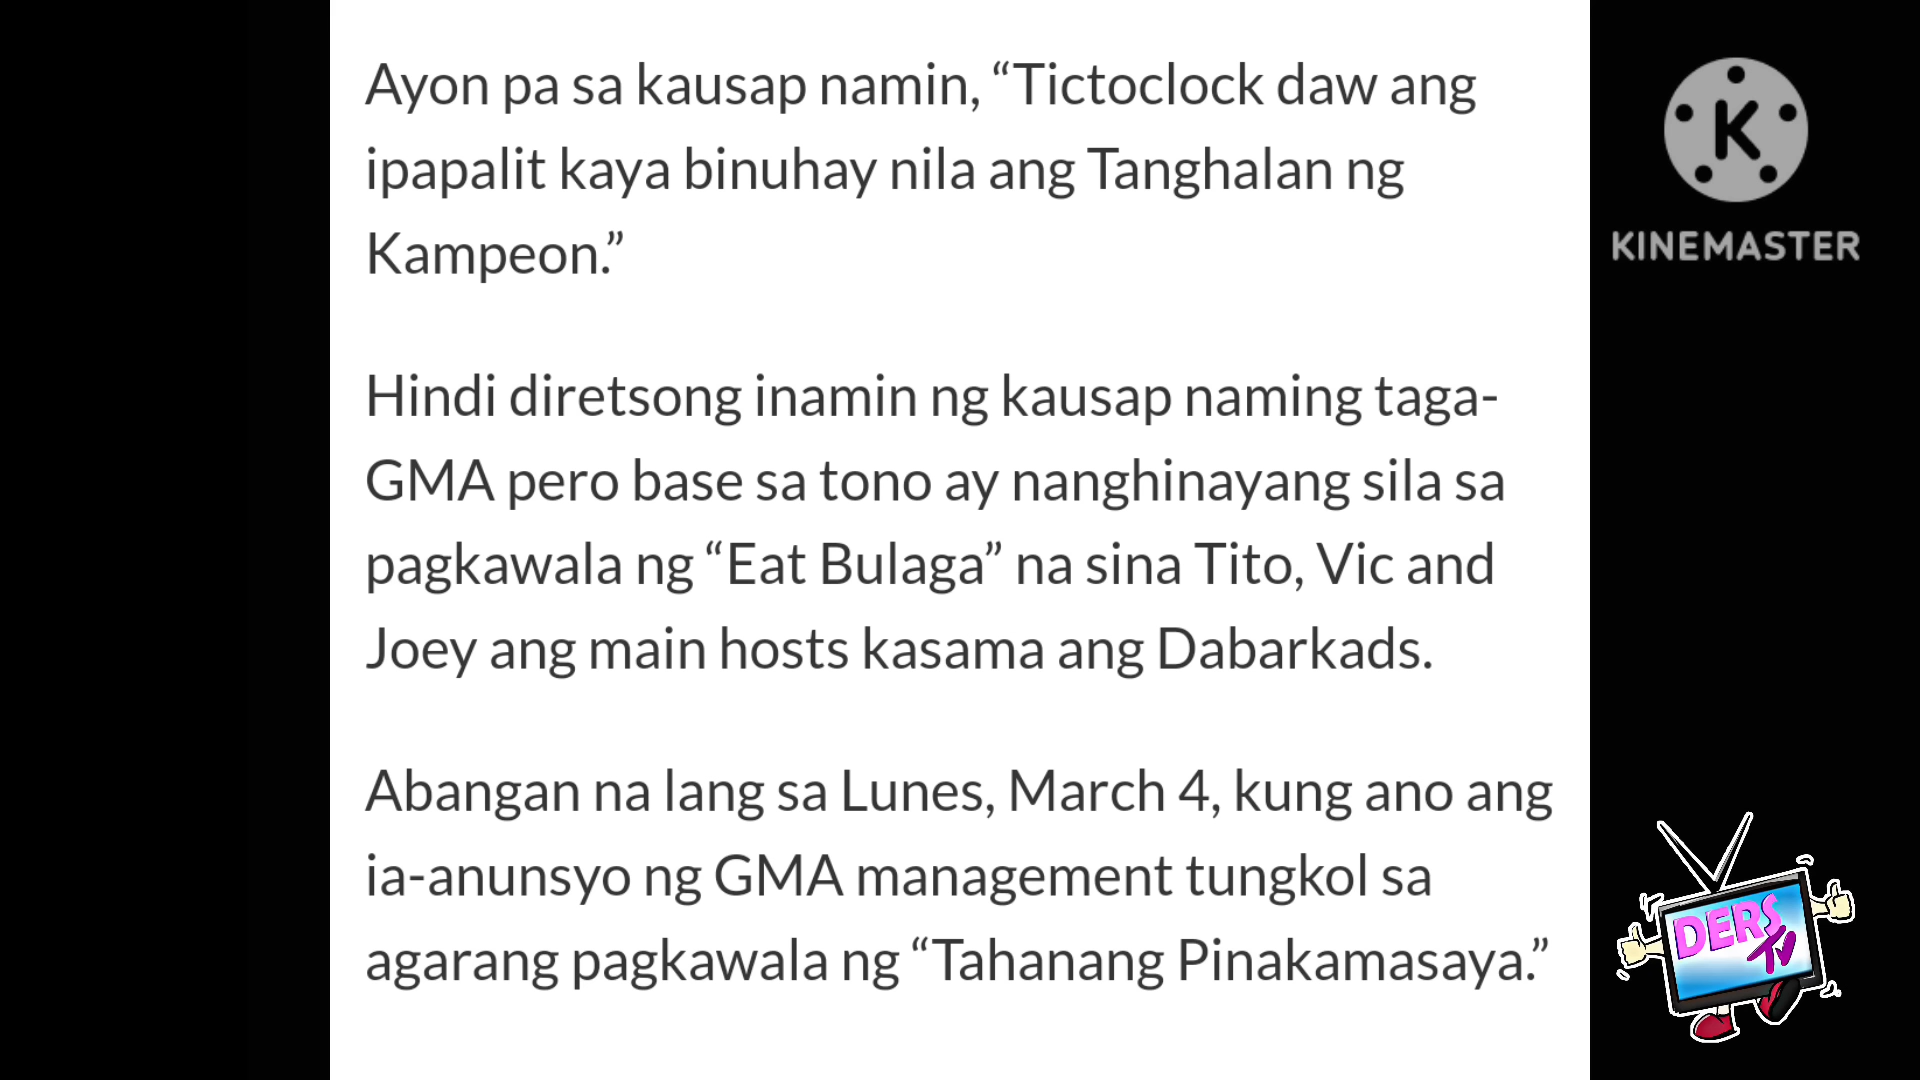 Ayon pa sa kausap namin, “Tictoclock daw ang
ipapalit kaya binuhay nila ang Tanghalan ng
Kampeon.”
Hindi diretsong inamin ng kausap naming taga-
GMA pero base sa tono ay nanghinayang sila sa
pagkawala ng “Eat Bulaga” na sina Tito, Vic and
Joey ang main hosts kasama ang Dabarkads.
Abangan na lang sa Lunes, March 4, kung ano ang
ia-anunsyo ng GMA management tungkol sa
agarang pagkawala ng “Tahanang Pinakamasaya.”
K
KINEMASTER
DERS
TV